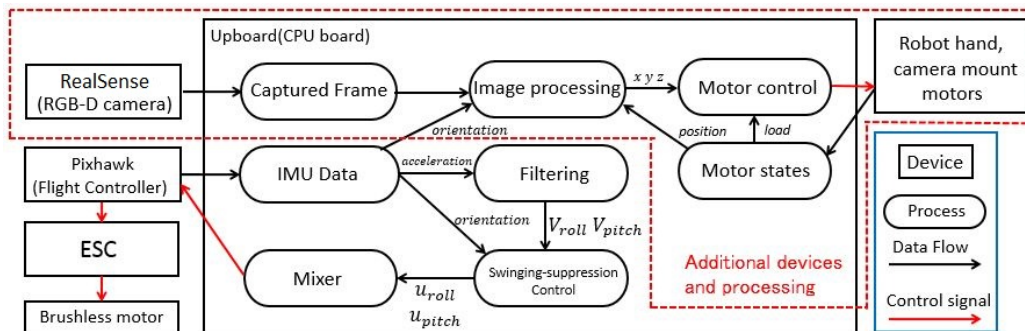 Upboard(CPU board)
RealSense
(RGB-D camera)
Captured Frame
Image processing
x y z
Motor control
Robot hand,
camera mount
motors
orientation
position
load
Pixhawk
(Flight Controller)
IMU Data
acceleration
Filtering
Motor states
orientation
V_roll V_pitch
ESC
Mixer
u_roll
u_pitch
Swinging-suppression
Control
Brushless motor
Additional devices
and processing
Device
Process
Data Flow
Control signal